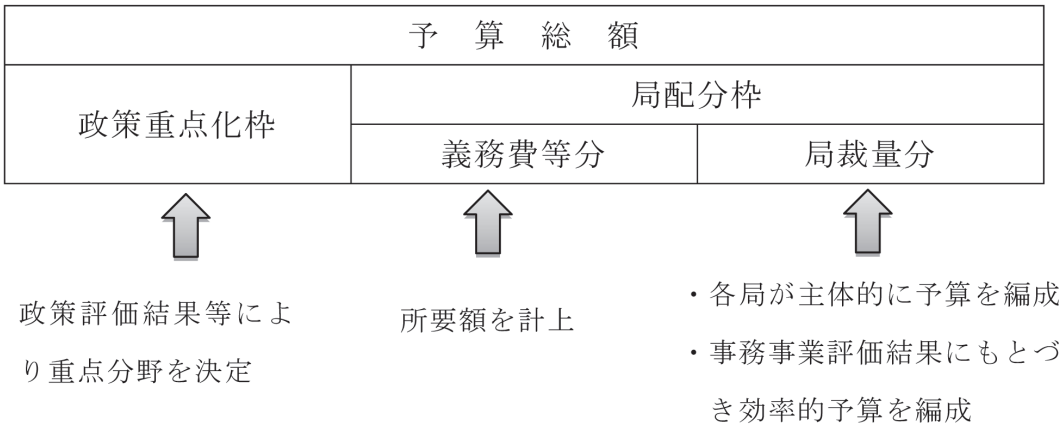 予算総額
政策重点化枠
局配分枠
義務費等分
局裁量分
政策評価結果等によ
り重点分野を決定
所要額を計上
・各局が主体的に予算を編成
・事務事業評価結果にもとづ
き効率的予算を編成